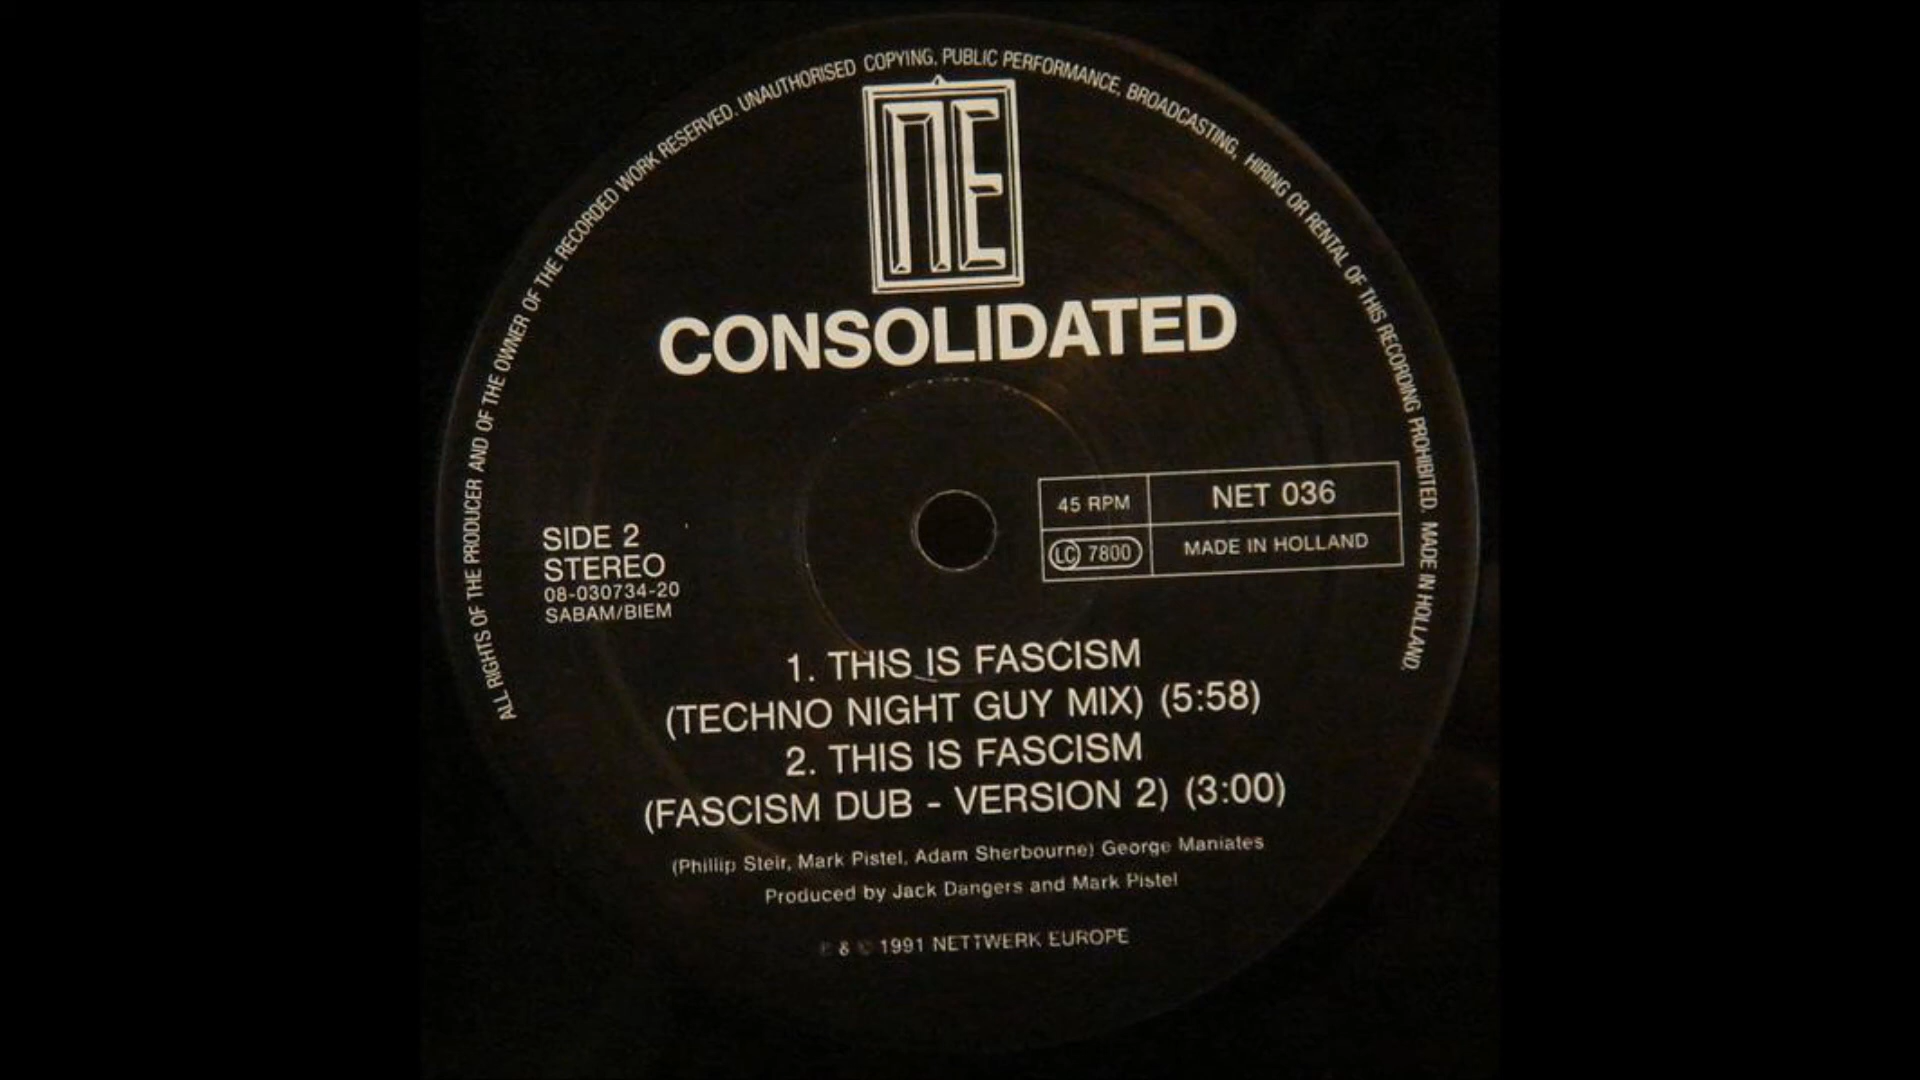 ALL RIGHTS OF THE PRODUCER AND OF THE OWNER OF THE RECORDED WORK RESERVED. UNAUTHORISED COPYING, PUBLIC PERFORMANCE, BROADCASTING, HIRING OR RENTAL OF THIS RECORDING PROHIBITED. MADE IN HOLLAND.
NE
CONSOLIDATED
45 RPM
NET 036
LC 7800
MADE IN HOLLAND
SIDE 2
STEREO
08-030734-20
SABAM/BIEM
1. THIS IS FASCISM
(TECHNO NIGHT GUY MIX) (5:58)
2. THIS IS FASCISM
(FASCISM DUB - VERSION 2) (3:00)
(Phillip Steir, Mark Pistel, Adam Sherbourne) George Maniates
Produced by Jack Dangers and Mark Pistel
℗ & © 1991 NETTWERK EUROPE